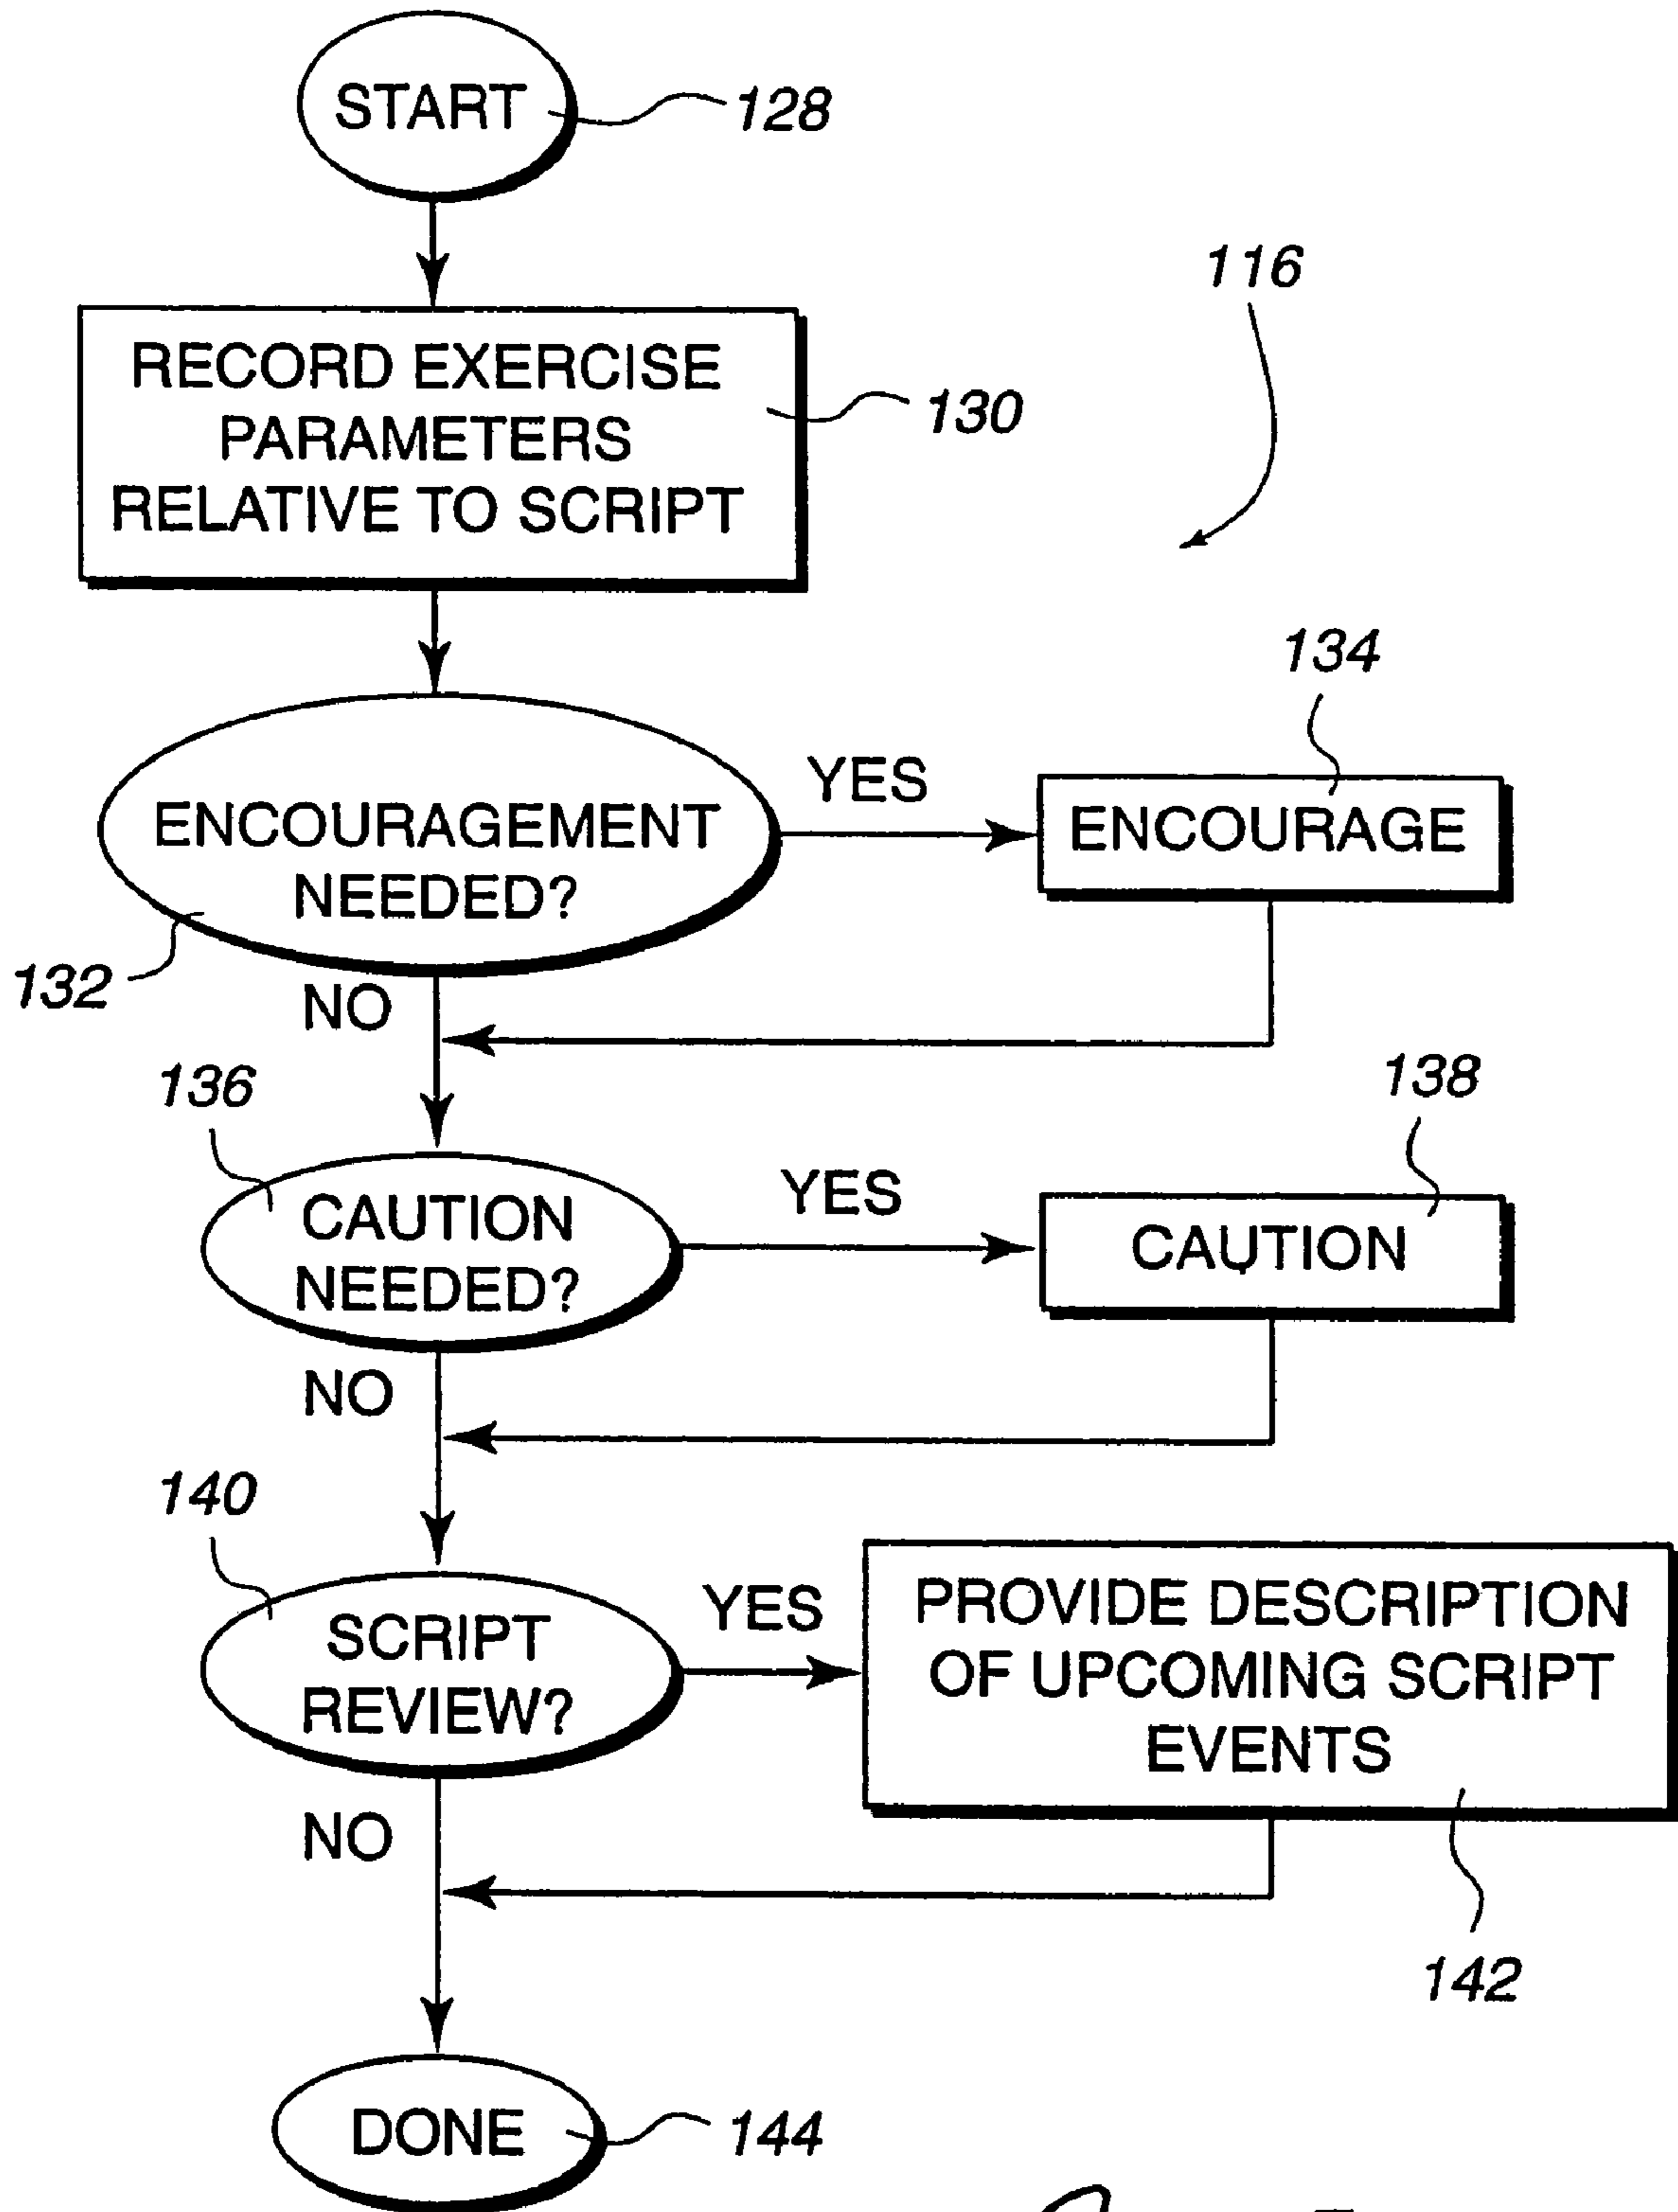 START
128
116
RECORD EXERCISE
PARAMETERS
RELATIVE TO SCRIPT
130
134
YES
ENCOURAGEMENT
NEEDED?
ENCOURAGE
132
NO
136
138
YES
CAUTION
NEEDED?
CAUTION
NO
140
YES
SCRIPT
REVIEW?
PROVIDE DESCRIPTION
OF UPCOMING SCRIPT
EVENTS
NO
142
DONE
144